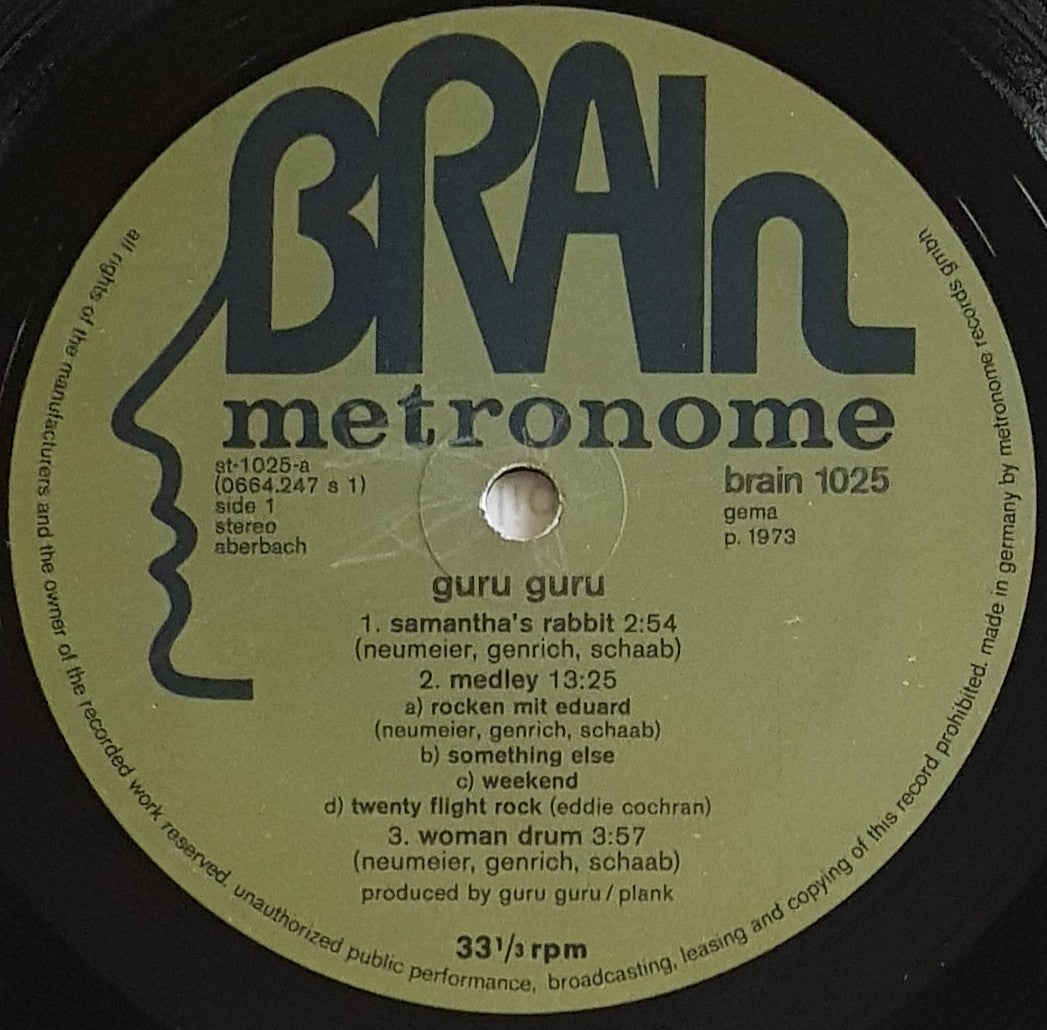 BRAIn
metronome
st-1025-a
(0664.247 s 1)
side 1
stereo
aberbach
brain 1025
gema
p. 1973
guru guru
1. samantha's rabbit 2:54
(neumeier, genrich, schaab)
2. medley 13:25
a) rocken mit eduard
(neumeier, genrich, schaab)
b) something else
c) weekend
d) twenty flight rock (eddie cochran)
3. woman drum 3:57
(neumeier, genrich, schaab)
produced by guru guru / plank
33 1/3 rpm
all rights of the manufacturers and the owner of the recorded work reserved. unauthorized public performance, broadcasting, leasing and copying of this record prohibited. made in germany by metronome records gmbh